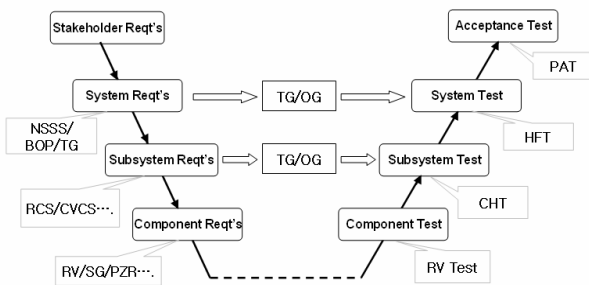 Stakeholder Reqt's
Acceptance Test
PAT
System Reqt's
TG/OG
System Test
NSSS/
BOP/TG
HFT
Subsystem Reqt's
TG/OG
Subsystem Test
RCS/CVCS⋯.
CHT
Component Reqt's
Component Test
RV/SG/PZR⋯.
RV Test